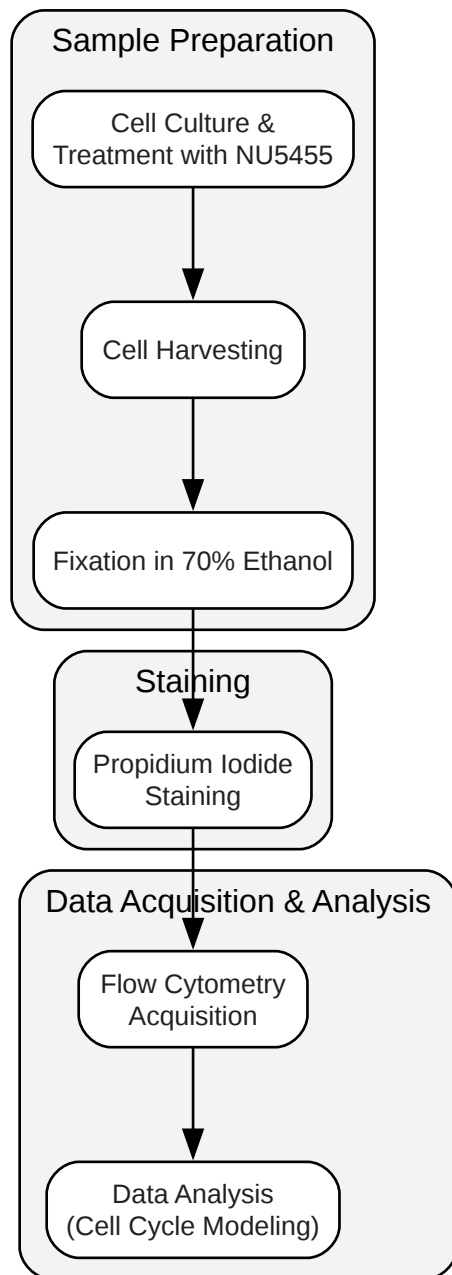 Sample Preparation
Cell Culture &
Treatment with NU5455
Cell Harvesting
Fixation in 70% Ethanol
Staining
Propidium Iodide
Staining
Data Acquisition & Analysis
Flow Cytometry
Acquisition
Data Analysis
(Cell Cycle Modeling)